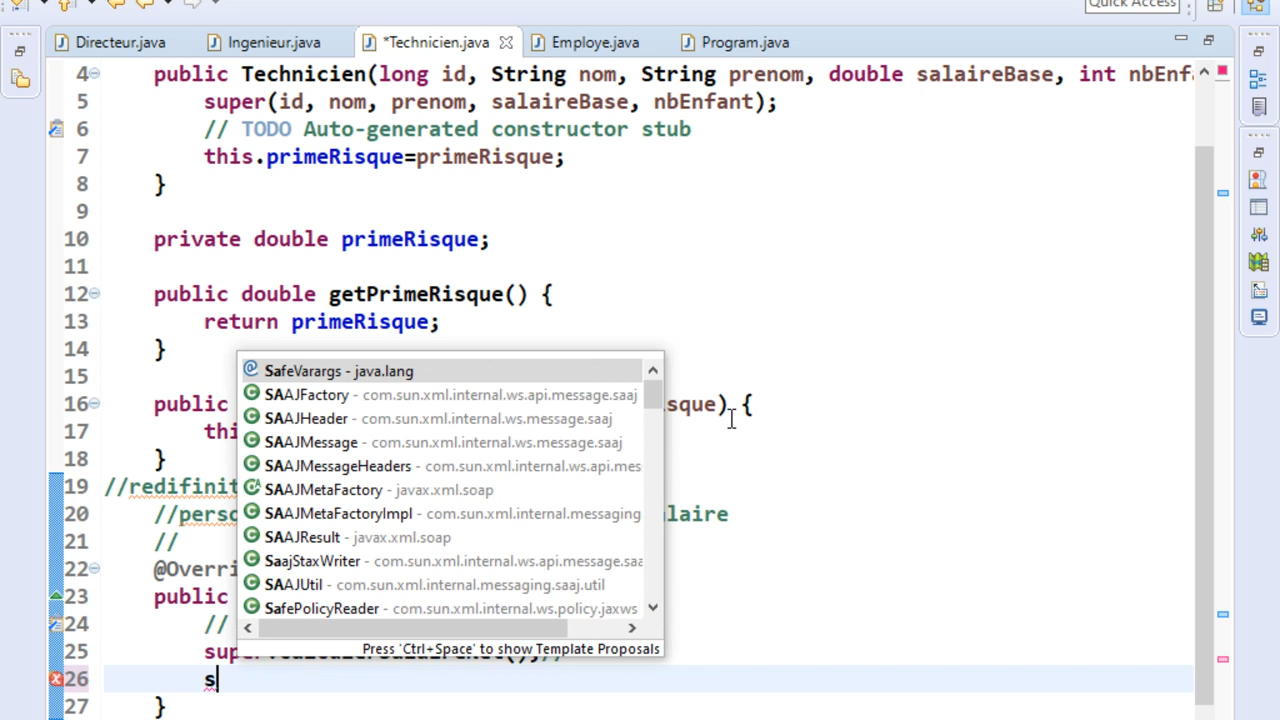 Quick Access
Directeur.java Ingenieur.java *Technicien.java Employe.java Program.java
4 public Technicien(long id, String nom, String prenom, double salaireBase, int nbEnfa
5 super(id, nom, prenom, salaireBase, nbEnfant);
6 // TODO Auto-generated constructor stub
7 this.primeRisque=primeRisque;
8 }
9
10 private double primeRisque;
11
12 public double getPrimeRisque() {
13 return primeRisque;
14 }
15
16 public sque) {
17 thi
18 }
19 //redifinit
20 //perso laire
21 //
22 @Overri
23 public
24 //
25 sup
26 s
27 }
SafeVarargs - java.lang
SAAJFactory - com.sun.xml.internal.ws.api.message.saaj
SAAJHeader - com.sun.xml.internal.ws.message.saaj
SAAJMessage - com.sun.xml.internal.ws.message.saaj
SAAJMessageHeaders - com.sun.xml.internal.ws.api.mes
SAAJMetaFactory - javax.xml.soap
SAAJMetaFactoryImpl - com.sun.xml.internal.messaging
SAAJResult - javax.xml.soap
SaajStaxWriter - com.sun.xml.internal.ws.api.message.saa
SAAJUtil - com.sun.xml.internal.messaging.saaj.util
SafePolicyReader - com.sun.xml.internal.ws.policy.jaxws
Press 'Ctrl+Space' to show Template Proposals